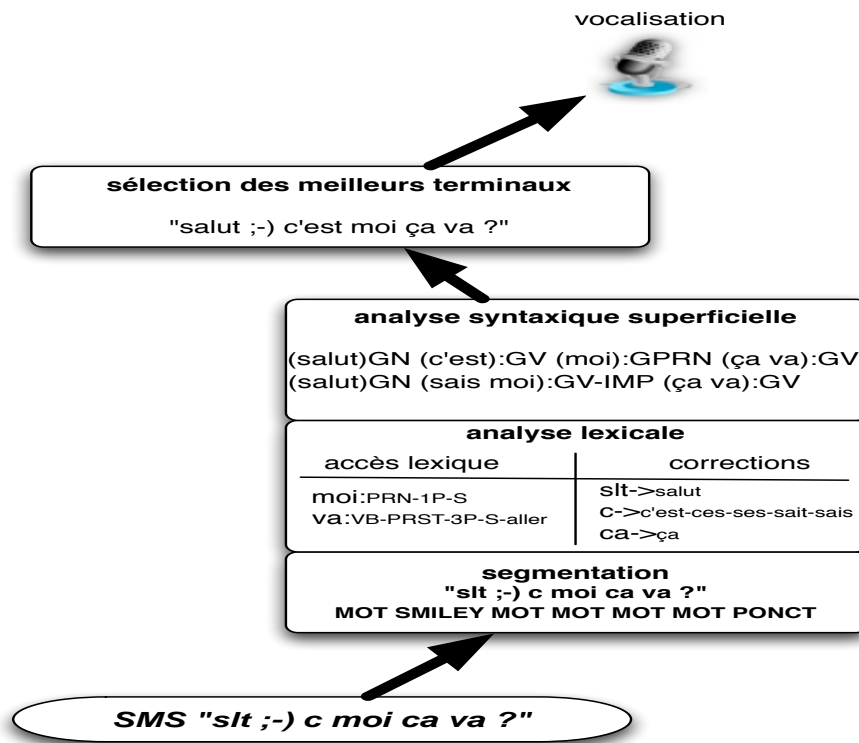 vocalisation
sélection des meilleurs terminaux
"salut ;-) c'est moi ça va ?"
analyse syntaxique superficielle
(salut)GN (c'est):GV (moi):GPRN (ça va):GV
(salut)GN (sais moi):GV-IMP (ça va):GV
analyse lexicale
accès lexique
corrections
moi:PRN-1P-S
va:VB-PRST-3P-S-aller
slt->salut
c->c'est-ces-ses-sait-sais
ca->ça
segmentation
"slt ;-) c moi ca va ?"
MOT SMILEY MOT MOT MOT MOT PONCT
SMS "slt ;-) c moi ca va ?"